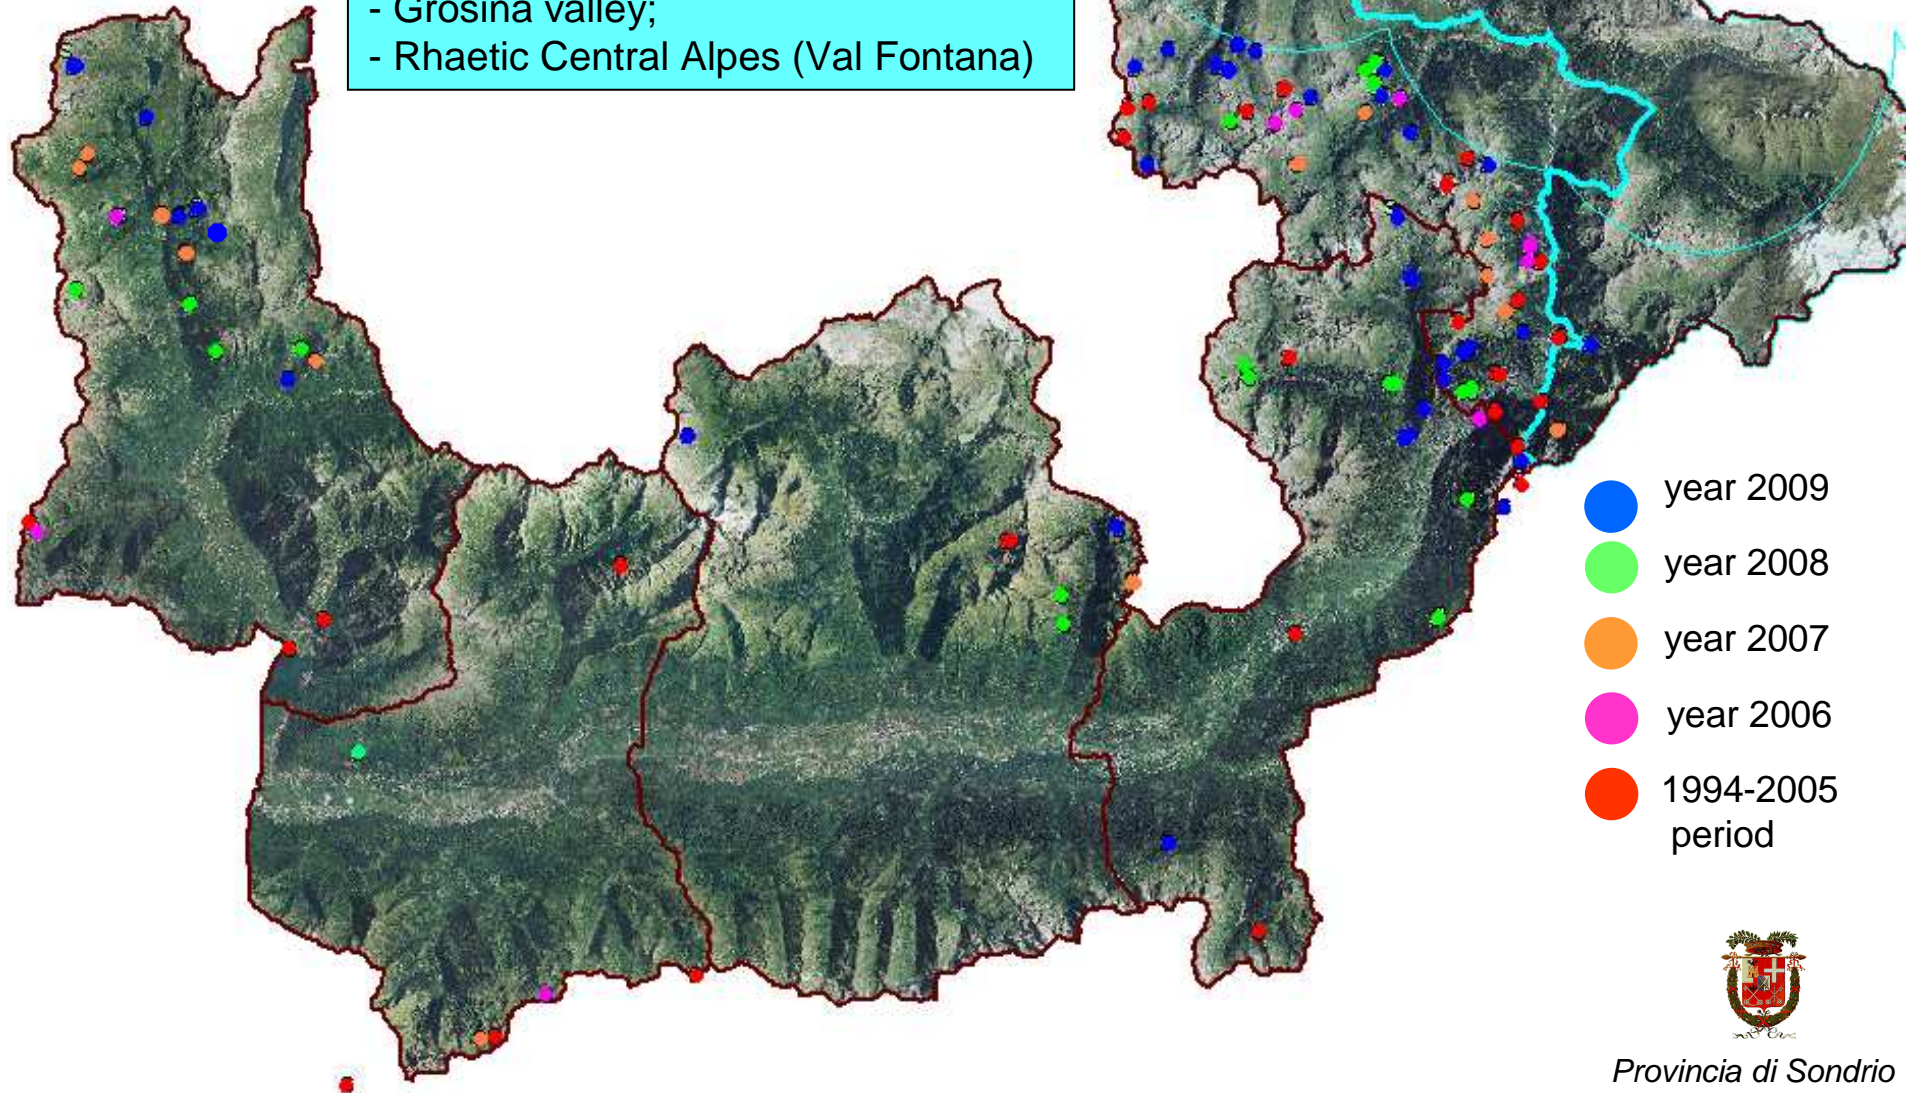 - Grosina valley;
- Rhaetic Central Alpes (Val Fontana)
year 2009
year 2008
year 2007
year 2006
1994-2005
period
Provincia di Sondrio